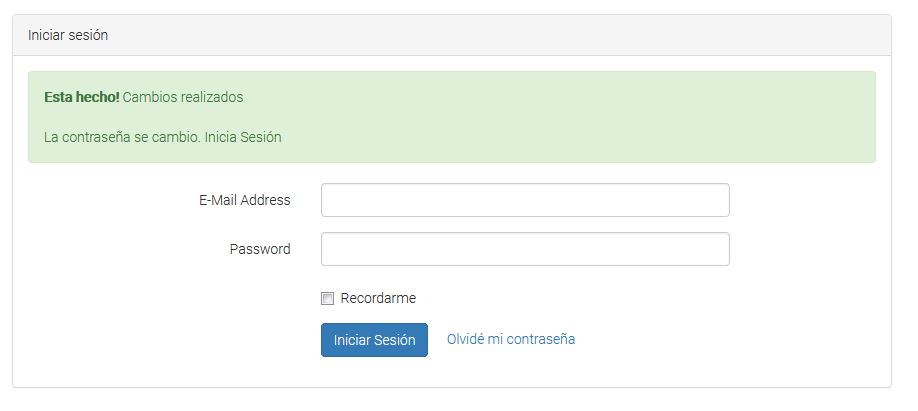 Iniciar sesión
Esta hecho! Cambios realizados
La contraseña se cambio. Inicia Sesión
E-Mail Address
Password
Recordarme
Iniciar Sesión Olvidé mi contraseña